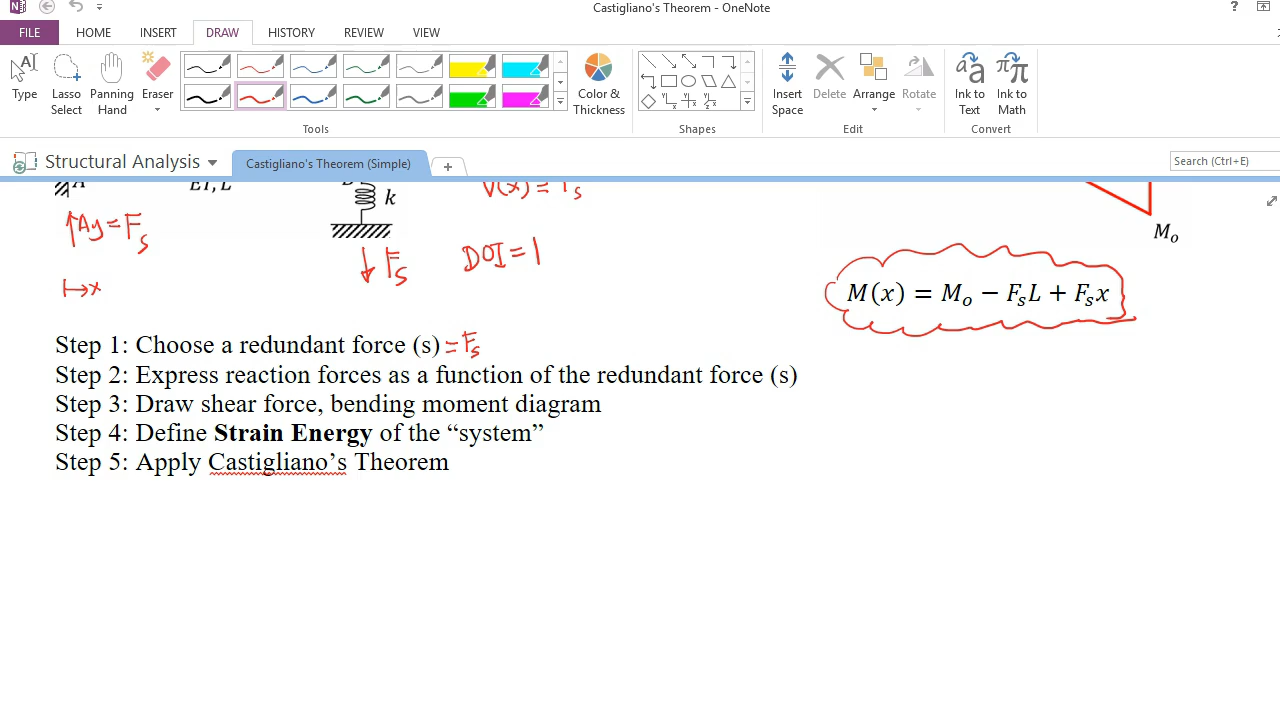 Castigliano's Theorem - OneNote
?
FILE HOME INSERT DRAW HISTORY REVIEW VIEW
Type Lasso Select Panning Hand Eraser Color & Thickness Insert Space Delete Arrange Rotate Ink to Text Ink to Math
Tools Shapes Edit Convert
Structural Analysis Castigliano's Theorem (Simple) + Search (Ctrl+E)
A EI, L k V(x) = Fs
↑Ay = Fs
Mo
↓ Fs DOI = 1
↦x
M(x) = Mo − FsL + Fsx
Step 1: Choose a redundant force (s) = Fs
Step 2: Express reaction forces as a function of the redundant force (s)
Step 3: Draw shear force, bending moment diagram
Step 4: Define Strain Energy of the “system”
Step 5: Apply Castigliano’s Theorem